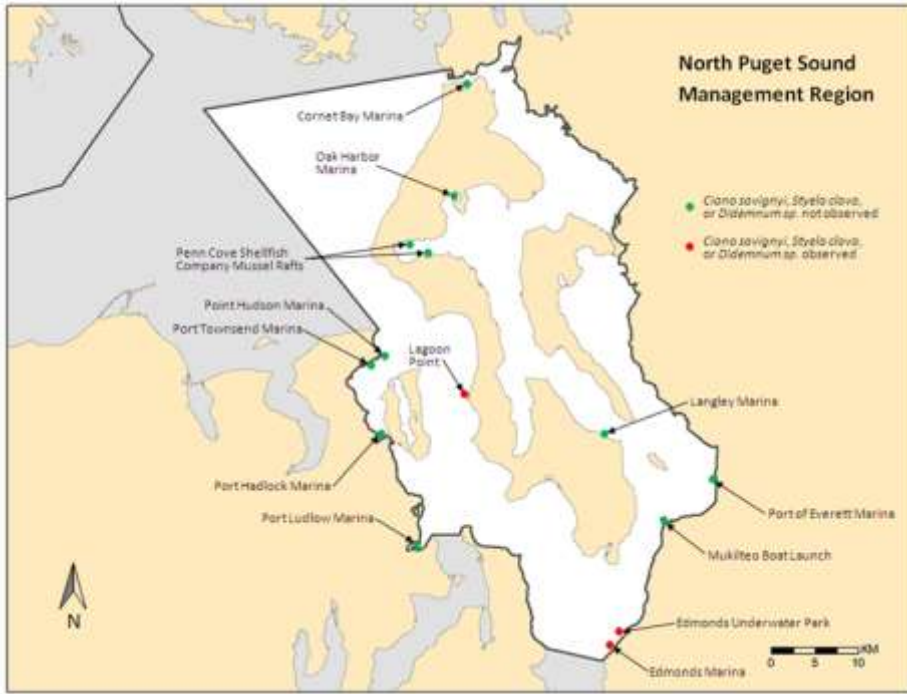 North Puget Sound
Management Region
Cornet Bay Marina
Oak Harbor
Marina
Ciona savignyi, Styela clava,
or Didemnum sp. not observed
Ciona savignyi, Styela clava,
or Didemnum sp. observed
Penn Cove Shellfish
Company Mussel Rafts
Point Hudson Marina
Port Townsend Marina
Lagoon
Point
Langley Marina
Port Hadlock Marina
Port of Everett Marina
Port Ludlow Marina
Mukilteo Boat Launch
N
Edmonds Underwater Park
KM
0 5 10
Edmonds Marina